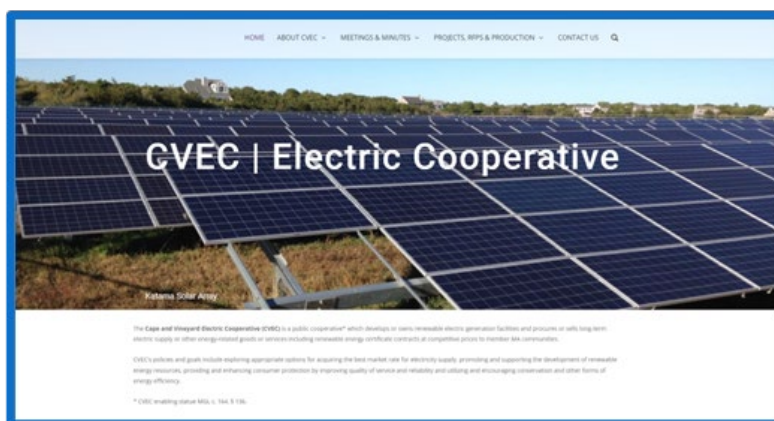 HOME ABOUT CVEC MEETINGS & MINUTES PROJECTS, RFPS & PRODUCTION CONTACT US
CVEC | Electric Cooperative
Katama Solar Array
The Cape and Vineyard Electric Cooperative (CVEC) is a public cooperative* which develops or owns renewable electric generation facilities and procures or sells long-term
electric supply or other energy-related goods or services including renewable energy certificate contracts at competitive prices to member MA communities.
CVEC's policies and goals include exploring appropriate options for acquiring the best market rate for electricity supply, promoting and supporting the development of renewable
energy resources, providing and enhancing consumer protection by improving quality of service and reliability and utilizing and encouraging conservation and other forms of
energy efficiency.
* CVEC enabling statue MGL c. 164, § 136.